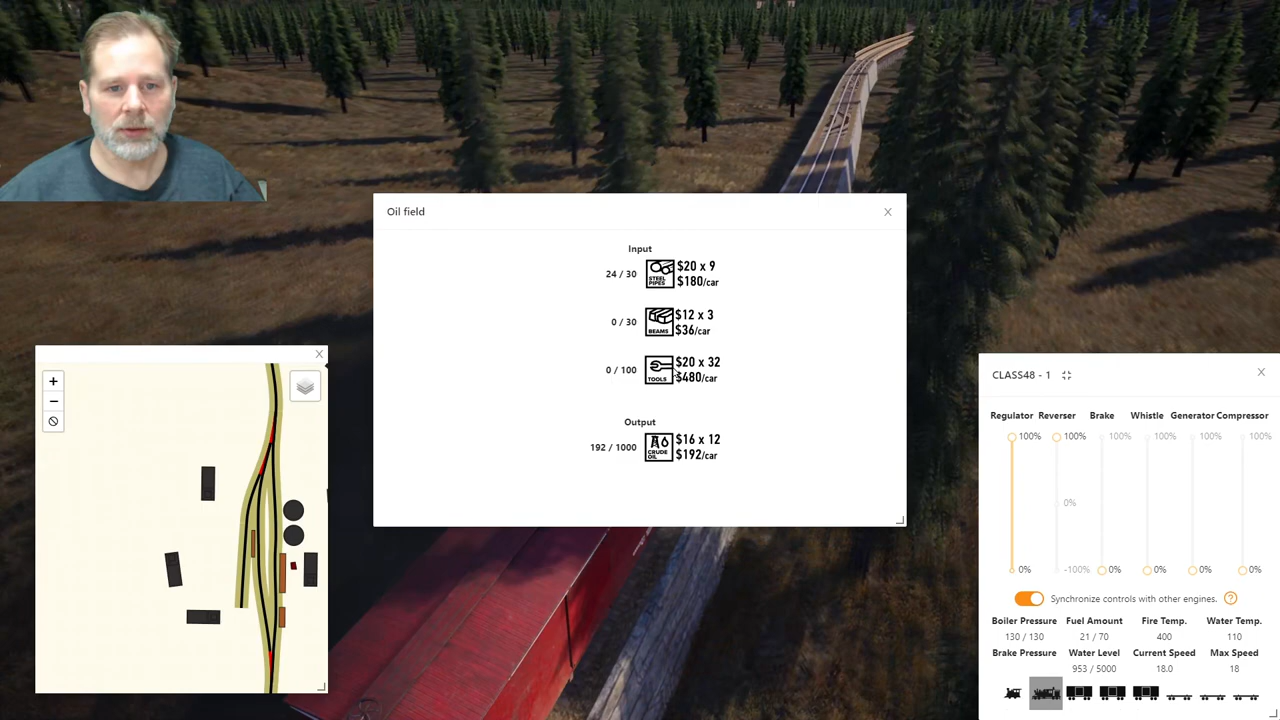 Oil field
Input
24 / 30
STEEL PIPES
$20 x 9
$180/car
0 / 30
BEAMS
$12 x 3
$36/car
0 / 100
TOOLS
$20 x 32
$480/car
Output
192 / 1000
CRUDE OIL
$16 x 12
$192/car
+
−
CLASS48 - 1
Regulator Reverser Brake Whistle Generator Compressor
100% 100% 100% 100% 100% 100%
0%
0% -100% 0% 0% 0% 0%
Synchronize controls with other engines. ?
Boiler Pressure Fuel Amount Fire Temp. Water Temp.
130 / 130 21 / 70 400 110
Brake Pressure Water Level Current Speed Max Speed
953 / 5000 18.0 18